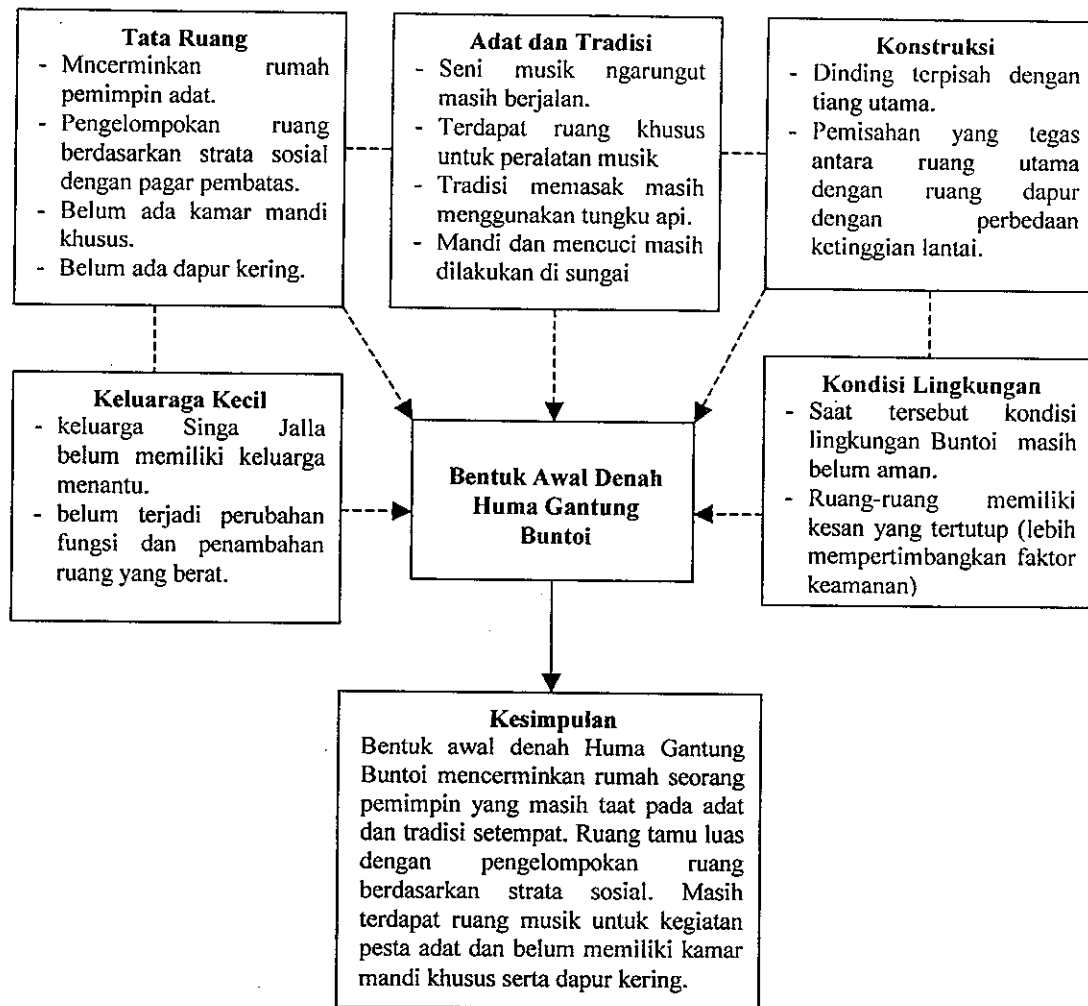 Tata Ruang
- Mncerminkan rumah
pemimpin adat.
- Pengelompokan ruang
berdasarkan strata sosial
dengan pagar pembatas.
- Belum ada kamar mandi
khusus.
- Belum ada dapur kering.
Adat dan Tradisi
- Seni musik ngarungut
masih berjalan.
- Terdapat ruang khusus
untuk peralatan musik
- Tradisi memasak masih
menggunakan tungku api.
- Mandi dan mencuci masih
dilakukan di sungai
Konstruksi
- Dinding terpisah dengan
tiang utama.
- Pemisahan yang tegas
antara ruang utama
dengan ruang dapur
dengan perbedaan
ketinggian lantai.
Keluaraga Kecil
- keluarga Singa Jalla
belum memiliki keluarga
menantu.
- belum terjadi perubahan
fungsi dan penambahan
ruang yang berat.
Bentuk Awal Denah
Huma Gantung
Buntoi
Kondisi Lingkungan
- Saat tersebut kondisi
lingkungan Buntoi masih
belum aman.
- Ruang-ruang memiliki
kesan yang tertutup (lebih
mempertimbangkan faktor
keamanan)
Kesimpulan
Bentuk awal denah Huma Gantung
Buntoi mencerminkan rumah seorang
pemimpin yang masih taat pada adat
dan tradisi setempat. Ruang tamu luas
dengan pengelompokan ruang
berdasarkan strata sosial. Masih
terdapat ruang musik untuk kegiatan
pesta adat dan belum memiliki kamar
mandi khusus serta dapur kering.